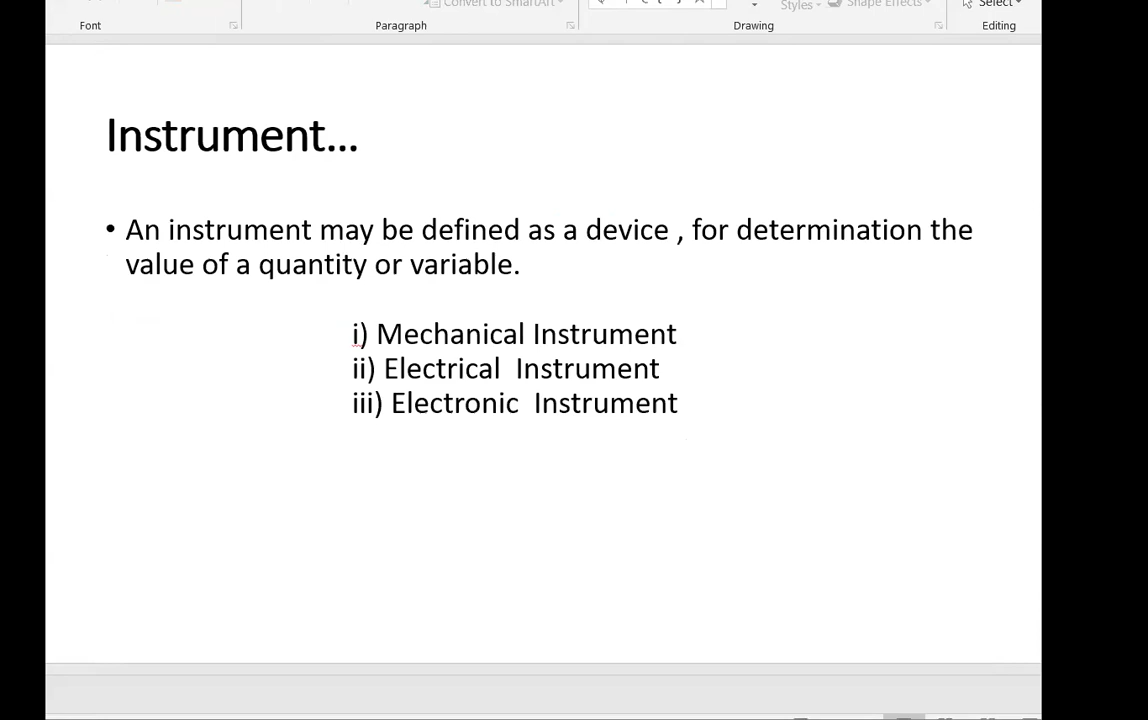 Convert to SmartArt
Styles
Shape Effects
Select
Font
Paragraph
Drawing
Editing
Instrument...
• An instrument may be defined as a device , for determination the
value of a quantity or variable.
i) Mechanical Instrument
ii) Electrical  Instrument
iii) Electronic  Instrument